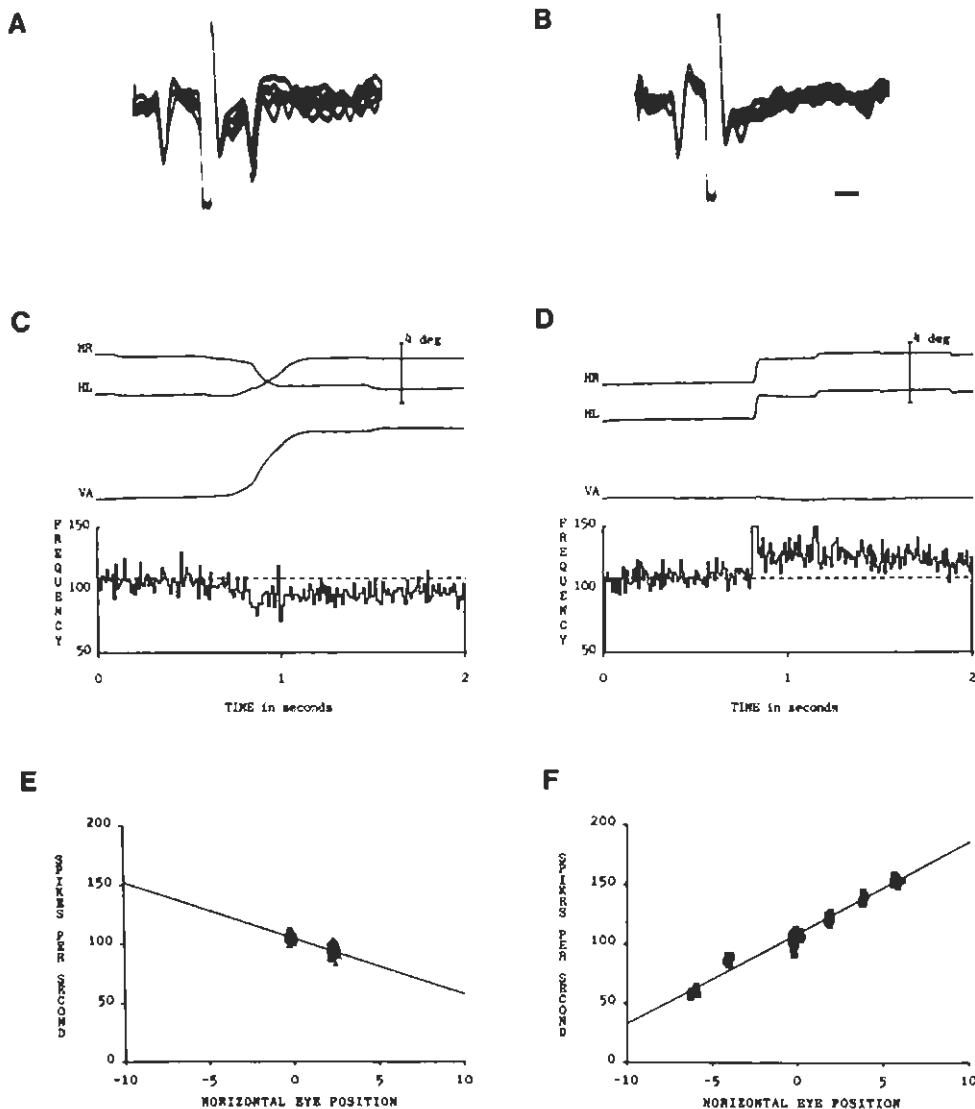 A
B
C
HR
HL
VA
4 deg
FREQUENCY
150
100
50
0
1
2
TIME in seconds
D
HR
HL
VA
4 deg
FREQUENCY
150
100
50
0
1
2
TIME in seconds
E
SPIKES PER SECOND
200
150
100
50
0
-10
-5
0
5
10
HORIZONTAL EYE POSITION
F
SPIKES PER SECOND
200
150
100
50
0
-10
-5
0
5
10
HORIZONTAL EYE POSITION